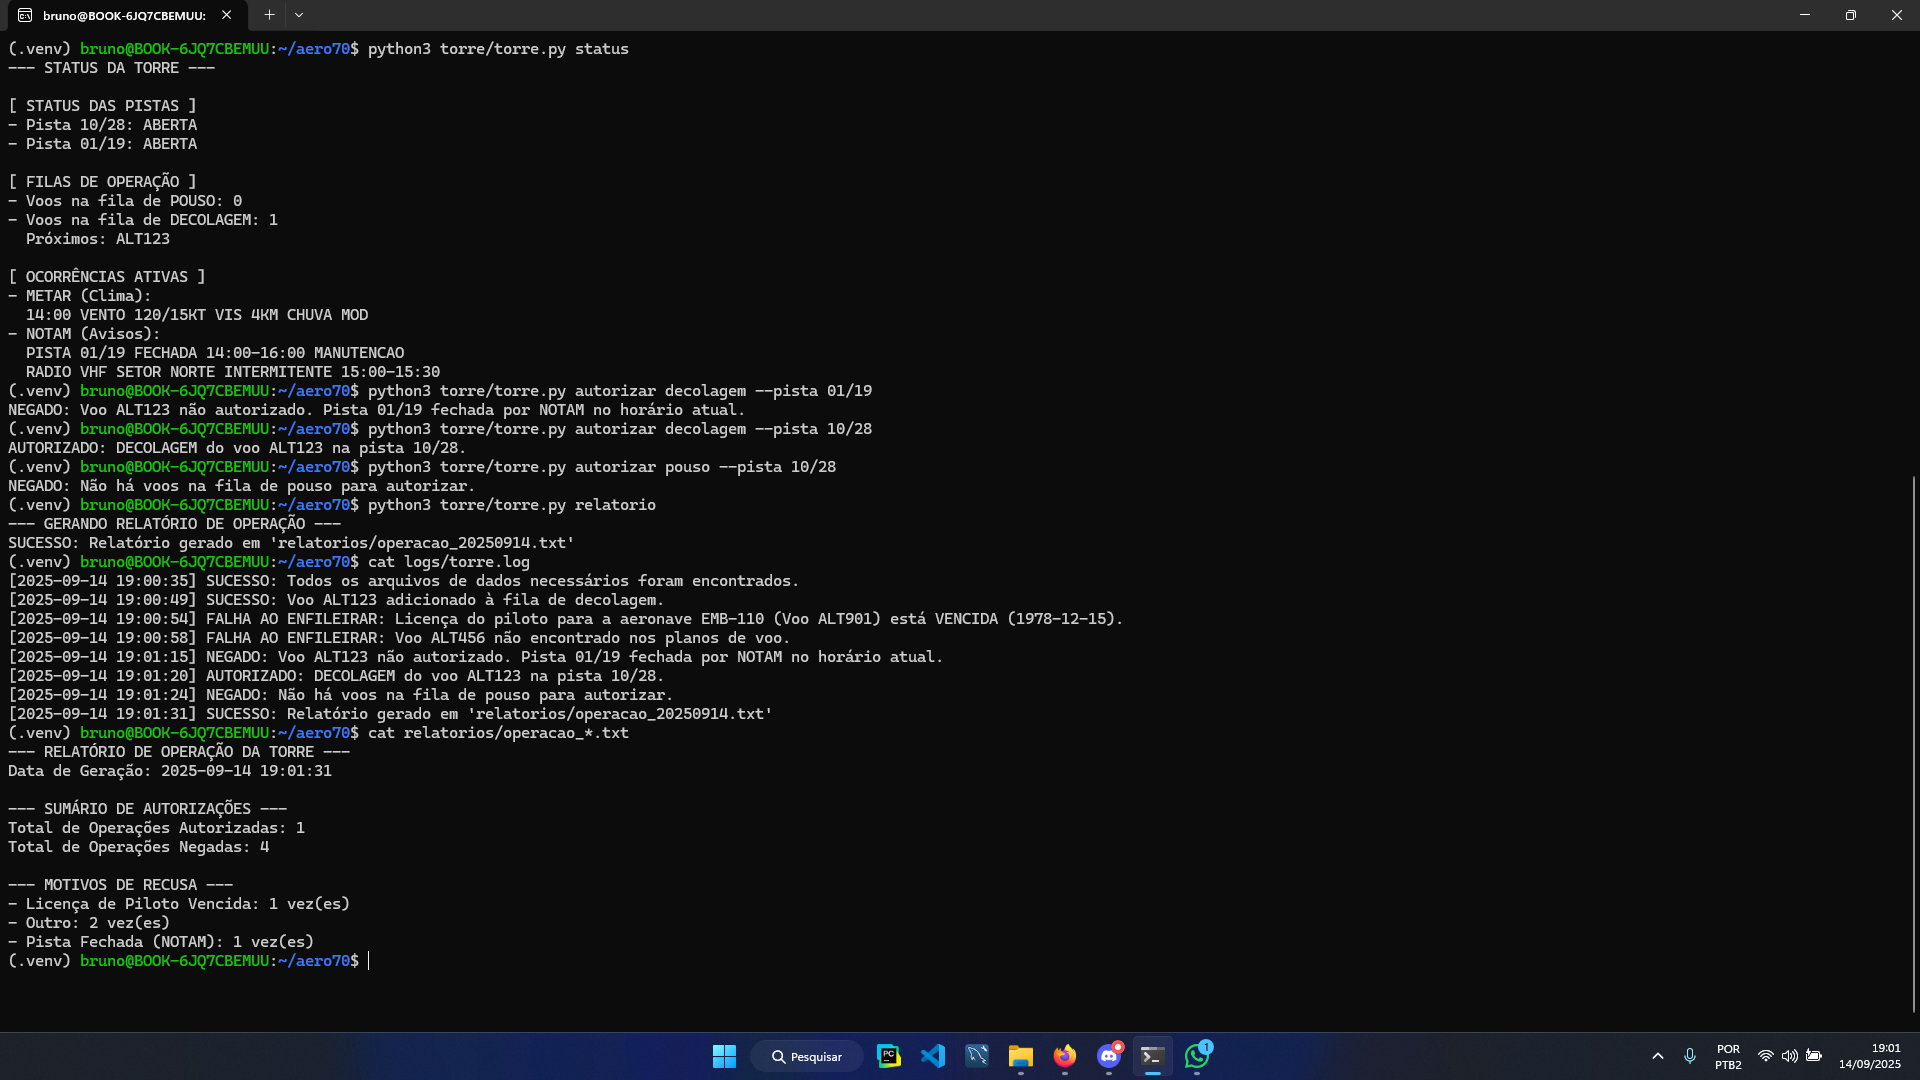 bruno@BOOK-6JQ7CBEMUU:
(.venv) bruno@BOOK-6JQ7CBEMUU:~/aero70$ python3 torre/torre.py status
--- STATUS DA TORRE ---
[ STATUS DAS PISTAS ]
- Pista 10/28: ABERTA
- Pista 01/19: ABERTA
[ FILAS DE OPERAÇÃO ]
- Voos na fila de POUSO: 0
- Voos na fila de DECOLAGEM: 1
Próximos: ALT123
[ OCORRÊNCIAS ATIVAS ]
- METAR (Clima):
14:00 VENTO 120/15KT VIS 4KM CHUVA MOD
- NOTAM (Avisos):
PISTA 01/19 FECHADA 14:00-16:00 MANUTENCAO
RADIO VHF SETOR NORTE INTERMITENTE 15:00-15:30
(.venv) bruno@BOOK-6JQ7CBEMUU:~/aero70$ python3 torre/torre.py autorizar decolagem --pista 01/19
NEGADO: Voo ALT123 não autorizado. Pista 01/19 fechada por NOTAM no horário atual.
(.venv) bruno@BOOK-6JQ7CBEMUU:~/aero70$ python3 torre/torre.py autorizar decolagem --pista 10/28
AUTORIZADO: DECOLAGEM do voo ALT123 na pista 10/28.
(.venv) bruno@BOOK-6JQ7CBEMUU:~/aero70$ python3 torre/torre.py autorizar pouso --pista 10/28
NEGADO: Não há voos na fila de pouso para autorizar.
(.venv) bruno@BOOK-6JQ7CBEMUU:~/aero70$ python3 torre/torre.py relatorio
--- GERANDO RELATÓRIO DE OPERAÇÃO ---
SUCESSO: Relatório gerado em 'relatorios/operacao_20250914.txt'
(.venv) bruno@BOOK-6JQ7CBEMUU:~/aero70$ cat logs/torre.log
[2025-09-14 19:00:35] SUCESSO: Todos os arquivos de dados necessários foram encontrados.
[2025-09-14 19:00:49] SUCESSO: Voo ALT123 adicionado à fila de decolagem.
[2025-09-14 19:00:54] FALHA AO ENFILEIRAR: Licença do piloto para a aeronave EMB-110 (Voo ALT901) está VENCIDA (1978-12-15).
[2025-09-14 19:00:58] FALHA AO ENFILEIRAR: Voo ALT456 não encontrado nos planos de voo.
[2025-09-14 19:01:15] NEGADO: Voo ALT123 não autorizado. Pista 01/19 fechada por NOTAM no horário atual.
[2025-09-14 19:01:20] AUTORIZADO: DECOLAGEM do voo ALT123 na pista 10/28.
[2025-09-14 19:01:24] NEGADO: Não há voos na fila de pouso para autorizar.
[2025-09-14 19:01:31] SUCESSO: Relatório gerado em 'relatorios/operacao_20250914.txt'
(.venv) bruno@BOOK-6JQ7CBEMUU:~/aero70$ cat relatorios/operacao_*.txt
--- RELATÓRIO DE OPERAÇÃO DA TORRE ---
Data de Geração: 2025-09-14 19:01:31
--- SUMÁRIO DE AUTORIZAÇÕES ---
Total de Operações Autorizadas: 1
Total de Operações Negadas: 4
--- MOTIVOS DE RECUSA ---
- Licença de Piloto Vencida: 1 vez(es)
- Outro: 2 vez(es)
- Pista Fechada (NOTAM): 1 vez(es)
(.venv) bruno@BOOK-6JQ7CBEMUU:~/aero70$
Pesquisar
PC
1
POR
PTB2
19:01
14/09/2025